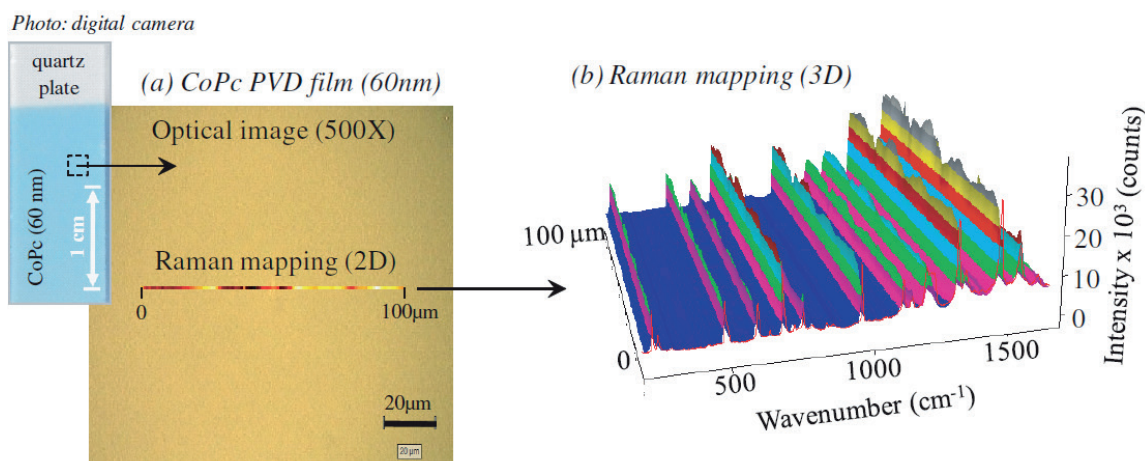 Photo: digital camera
quartz
plate
CoPc (60 nm)
1 cm
(a) CoPc PVD film (60nm)
Optical image (500X)
Raman mapping (2D)
0
100μm
20μm
20 μm
(b) Raman mapping (3D)
100 μm
0
500
1000
1500
Wavenumber (cm-1)
30
20
10
0
Intensity x 103 (counts)